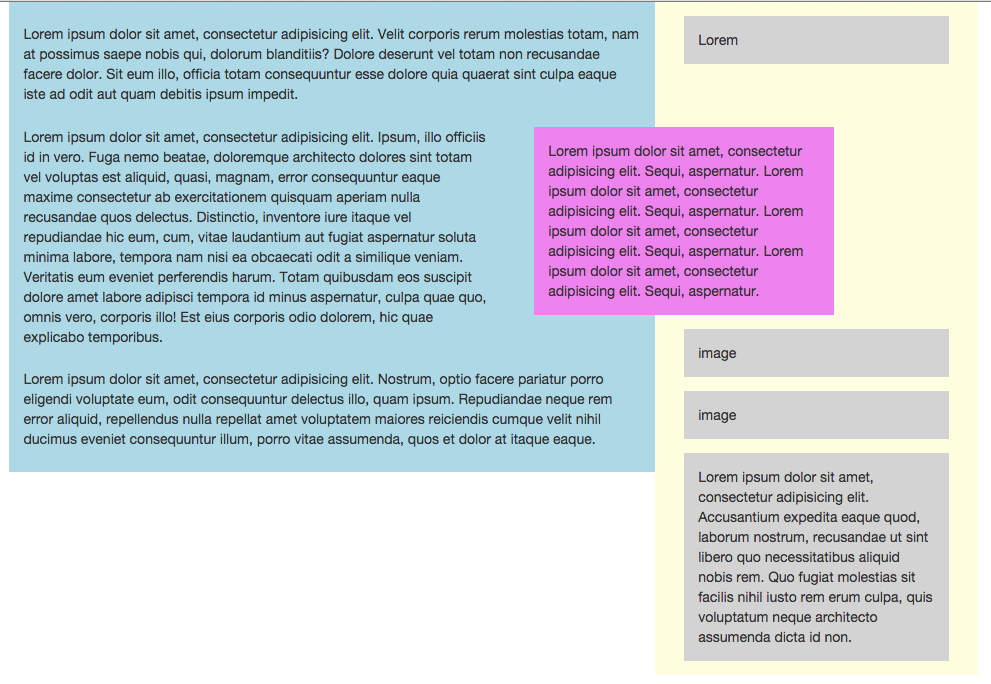 Lorem ipsum dolor sit amet, consectetur adipisicing elit. Velit corporis rerum molestias totam, nam
at possimus saepe nobis qui, dolorum blanditiis? Dolore deserunt vel totam non recusandae
facere dolor. Sit eum illo, officia totam consequuntur esse dolore quia quaerat sint culpa eaque
iste ad odit aut quam debitis ipsum impedit.
Lorem ipsum dolor sit amet, consectetur adipisicing elit. Ipsum, illo officiis
id in vero. Fuga nemo beatae, doloremque architecto dolores sint totam
vel voluptas est aliquid, quasi, magnam, error consequuntur eaque
maxime consectetur ab exercitationem quisquam aperiam nulla
recusandae quos delectus. Distinctio, inventore iure itaque vel
repudiandae hic eum, cum, vitae laudantium aut fugiat aspernatur soluta
minima labore, tempora nam nisi ea obcaecati odit a similique veniam.
Veritatis eum eveniet perferendis harum. Totam quibusdam eos suscipit
dolore amet labore adipisci tempora id minus aspernatur, culpa quae quo,
omnis vero, corporis illo! Est eius corporis odio dolorem, hic quae
explicabo temporibus.
Lorem ipsum dolor sit amet, consectetur adipisicing elit. Nostrum, optio facere pariatur porro
eligendi voluptate eum, odit consequuntur delectus illo, quam ipsum. Repudiandae neque rem
error aliquid, repellendus nulla repellat amet voluptatem maiores reiciendis cumque velit nihil
ducimus eveniet consequuntur illum, porro vitae assumenda, quos et dolor at itaque eaque.
Lorem ipsum dolor sit amet, consectetur
adipisicing elit. Sequi, aspernatur. Lorem
ipsum dolor sit amet, consectetur
adipisicing elit. Sequi, aspernatur. Lorem
ipsum dolor sit amet, consectetur
adipisicing elit. Sequi, aspernatur. Lorem
ipsum dolor sit amet, consectetur
adipisicing elit. Sequi, aspernatur.
Lorem
image
image
Lorem ipsum dolor sit amet,
consectetur adipisicing elit.
Accusantium expedita eaque quod,
laborum nostrum, recusandae ut sint
libero quo necessitatibus aliquid
nobis rem. Quo fugiat molestias sit
facilis nihil iusto rem erum culpa, quis
voluptatum neque architecto
assumenda dicta id non.